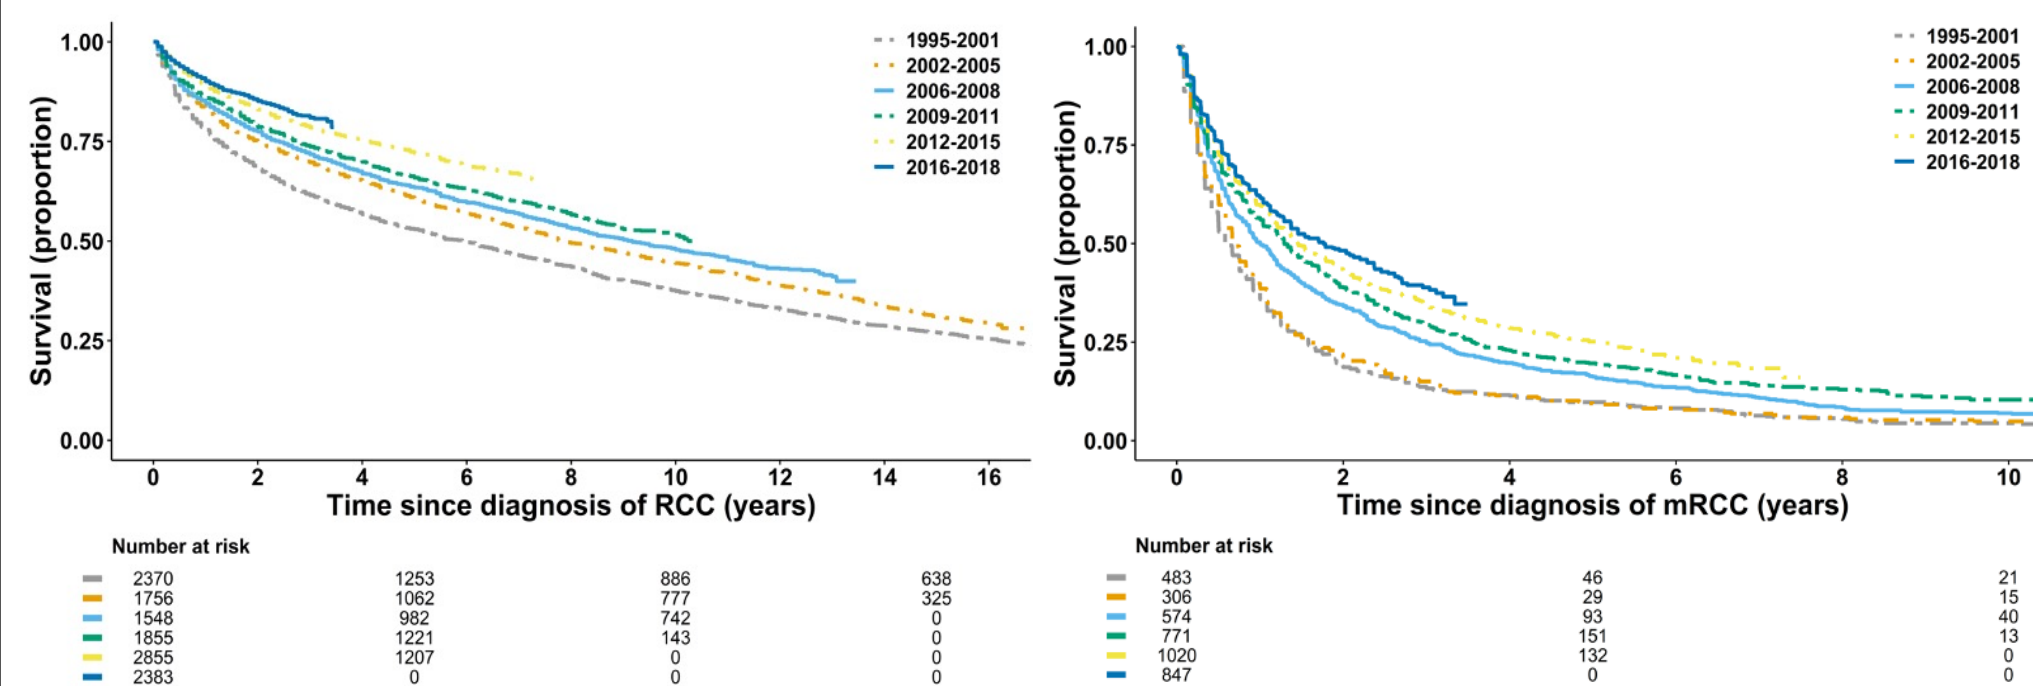 1.00
0.75
0.50
0.25
0.00
Survival (proportion)
1995-2001
2002-2005
2006-2008
2009-2011
2012-2015
2016-2018
0 2 4 6 8 10 12 14 16
Time since diagnosis of RCC (years)
Number at risk
2370 1253 886 638
1756 1062 777 325
1548 982 742 0
1855 1221 143 0
2855 1207 0 0
2383 0 0 0
1.00
0.75
0.50
0.25
0.00
Survival (proportion)
1995-2001
2002-2005
2006-2008
2009-2011
2012-2015
2016-2018
0 2 4 6 8 10
Time since diagnosis of mRCC (years)
Number at risk
483 46 21
306 29 15
574 93 40
771 151 13
1020 132 0
847 0 0